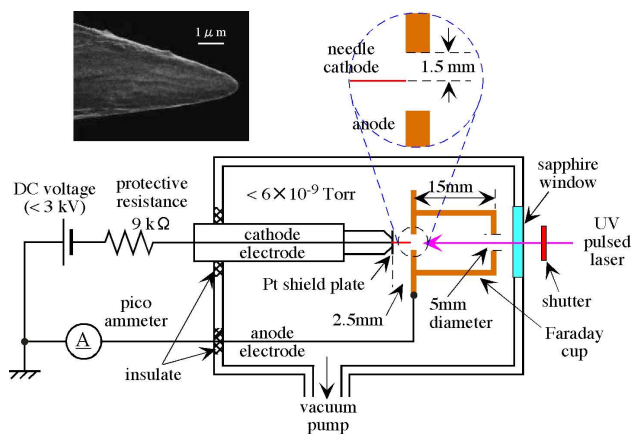 1 μm
needle
cathode
1.5 mm
anode
DC voltage
(< 3 kV)
protective
resistance
9 kΩ
< 6×10-9 Torr
15mm
sapphire
window
cathode
electrode
UV
pulsed
laser
Pt shield plate
2.5mm
5mm
diameter
shutter
Faraday
cup
pico
ammeter
A
anode
electrode
insulate
vacuum
pump